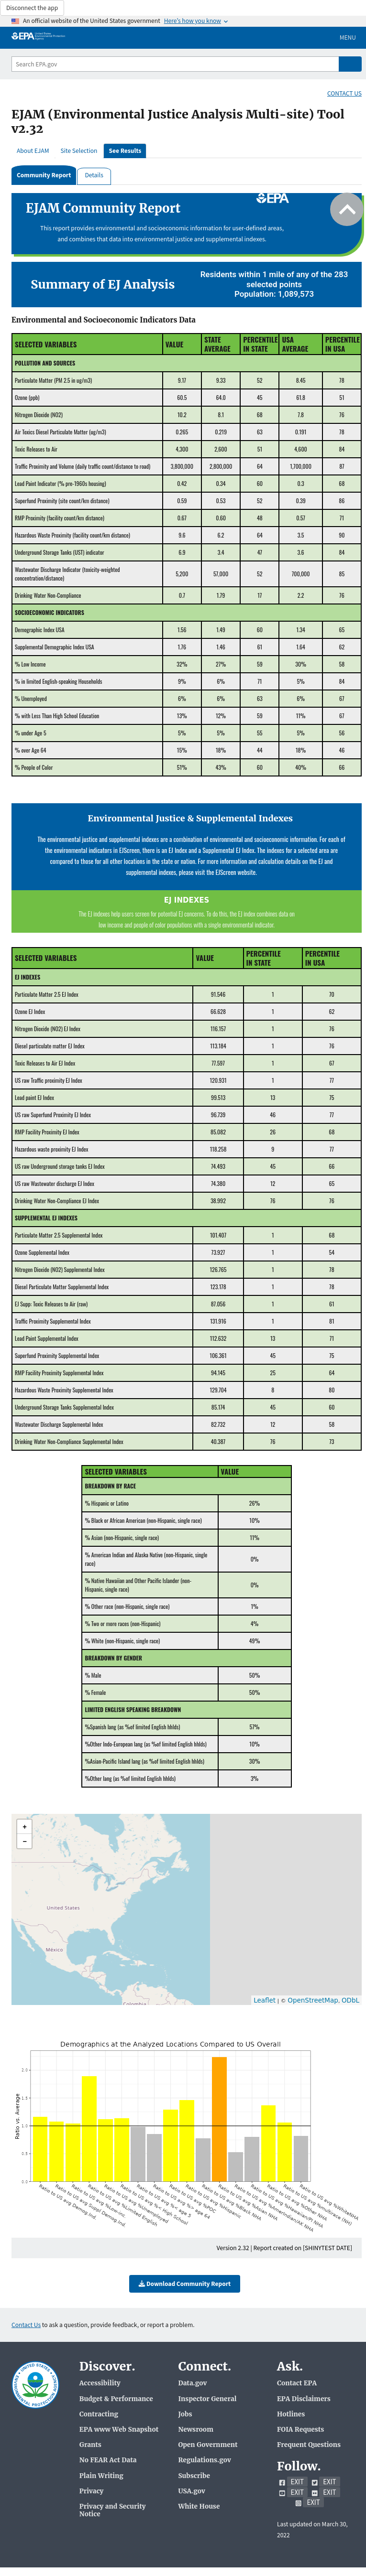 Disconnect the app
An official website of the United States government Here's how you know
EPA United States Environmental Protection Agency
MENU
Search EPA.gov
CONTACT US
EJAM (Environmental Justice Analysis Multi-site) Tool
v2.32
About EJAM Site Selection See Results
Community Report Details
EPA
EJAM Community Report
This report provides environmental and socioeconomic information for user-defined areas,
and combines that data into environmental justice and supplemental indexes.
Summary of EJ Analysis
Residents within 1 mile of any of the 283
selected points
Population: 1,089,573
Environmental and Socioeconomic Indicators Data
SELECTED VARIABLES VALUE STATE AVERAGE PERCENTILE IN STATE USA AVERAGE PERCENTILE IN USA
POLLUTION AND SOURCES
Particulate Matter (PM 2.5 in ug/m3) 9.17 9.33 52 8.45 78
Ozone (ppb) 60.5 64.0 45 61.8 51
Nitrogen Dioxide (NO2) 10.2 8.1 68 7.8 76
Air Toxics Diesel Particulate Matter (ug/m3) 0.265 0.219 63 0.191 78
Toxic Releases to Air 4,300 2,600 51 4,600 84
Traffic Proximity and Volume (daily traffic count/distance to road) 3,800,000 2,800,000 64 1,700,000 87
Lead Paint Indicator (% pre-1960s housing) 0.42 0.34 60 0.3 68
Superfund Proximity (site count/km distance) 0.59 0.53 52 0.39 86
RMP Proximity (facility count/km distance) 0.67 0.60 48 0.57 71
Hazardous Waste Proximity (facility count/km distance) 9.6 6.2 64 3.5 90
Underground Storage Tanks (UST) indicator 6.9 3.4 47 3.6 84
Wastewater Discharge Indicator (toxicity-weighted
concentration/distance) 5,200 57,000 52 700,000 85
Drinking Water Non-Compliance 0.7 1.79 17 2.2 76
SOCIOECONOMIC INDICATORS
Demographic Index USA 1.56 1.49 60 1.34 65
Supplemental Demographic Index USA 1.76 1.46 61 1.64 62
% Low Income 32% 27% 59 30% 58
% in limited English-speaking Households 9% 6% 71 5% 84
% Unemployed 6% 6% 63 6% 67
% with Less Than High School Education 13% 12% 59 11% 67
% under Age 5 5% 5% 55 5% 56
% over Age 64 15% 18% 44 18% 46
% People of Color 51% 43% 60 40% 66
Environmental Justice & Supplemental Indexes
The environmental justice and supplemental indexes are a combination of environmental and socioeconomic information. For each of
the environmental indicators in EJScreen, there is an EJ Index and a Supplemental EJ Index. The indexes for a selected area are
compared to those for all other locations in the state or nation. For more information and calculation details on the EJ and
supplemental indexes, please visit the EJScreen website.
EJ INDEXES
The EJ indexes help users screen for potential EJ concerns. To do this, the EJ index combines data on
low income and people of color populations with a single environmental indicator.
SELECTED VARIABLES VALUE PERCENTILE IN STATE PERCENTILE IN USA
EJ INDEXES
Particulate Matter 2.5 EJ Index 91.546 1 70
Ozone EJ Index 66.628 1 62
Nitrogen Dioxide (NO2) EJ Index 116.157 1 76
Diesel particulate matter EJ Index 113.184 1 76
Toxic Releases to Air EJ Index 77.597 1 67
US raw Traffic proximity EJ Index 120.931 1 77
Lead paint EJ Index 99.513 13 75
US raw Superfund Proximity EJ Index 96.739 46 77
RMP Facility Proximity EJ Index 85.082 26 68
Hazardous waste proximity EJ Index 118.258 9 77
US raw Underground storage tanks EJ Index 74.493 45 66
US raw Wastewater discharge EJ Index 74.380 12 65
Drinking Water Non-Compliance EJ Index 38.992 76 76
SUPPLEMENTAL EJ INDEXES
Particulate Matter 2.5 Supplemental Index 101.407 1 68
Ozone Supplemental Index 73.927 1 54
Nitrogen Dioxide (NO2) Supplemental Index 126.765 1 78
Diesel Particulate Matter Supplemental Index 123.178 1 78
EJ Supp: Toxic Releases to Air (raw) 87.056 1 61
Traffic Proximity Supplemental Index 131.916 1 81
Lead Paint Supplemental Index 112.632 13 71
Superfund Proximity Supplemental Index 106.361 45 75
RMP Facility Proximity Supplemental Index 94.145 25 64
Hazardous Waste Proximity Supplemental Index 129.704 8 80
Underground Storage Tanks Supplemental Index 85.174 45 60
Wastewater Discharge Supplemental Index 82.732 12 58
Drinking Water Non-Compliance Supplemental Index 40.387 76 73
SELECTED VARIABLES VALUE
BREAKDOWN BY RACE
% Hispanic or Latino 26%
% Black or African American (non-Hispanic, single race) 10%
% Asian (non-Hispanic, single race) 11%
% American Indian and Alaska Native (non-Hispanic, single
race) 0%
% Native Hawaiian and Other Pacific Islander (non-
Hispanic, single race) 0%
% Other race (non-Hispanic, single race) 1%
% Two or more races (non-Hispanic) 4%
% White (non-Hispanic, single race) 49%
BREAKDOWN BY GENDER
% Male 50%
% Female 50%
LIMITED ENGLISH SPEAKING BREAKDOWN
%Spanish lang (as %of limited English hhlds) 57%
%Other Indo-European lang (as %of limited English hhlds) 10%
%Asian-Pacific Island lang (as %of limited English hhlds) 30%
%Other lang (as %of limited English hhlds) 3%
+
−
United States
México
Colombia
Leaflet | © OpenStreetMap, ODbL
Demographics at the Analyzed Locations Compared to US Overall
Ratio vs. Average
2.0
1.5
1.0
0.5
0.0
Ratio to US avg Demog.Ind
Ratio to US avg Suppl Demog.Ind
Ratio to US avg %Low-inc.
Ratio to US avg %Limited English
Ratio to US avg %Unemployed
Ratio to US avg %< High School
Ratio to US avg %< age 5
Ratio to US avg %> age 64
Ratio to US avg %POC
Ratio to US avg %Hispanic
Ratio to US avg %Black NHA
Ratio to US avg %Asian NHA
Ratio to US avg %AmerIndian/AK NHA
Ratio to US avg %Hawaiian/PI NHA
Ratio to US avg %Other NHA
Ratio to US avg %multirace (NH)
Ratio to US avg %WhiteNHA
Version 2.32 | Report created on [SHINYTEST DATE]
Download Community Report
Contact Us to ask a question, provide feedback, or report a problem.
Discover. Connect. Ask.
Accessibility Data.gov Contact EPA
Budget & Performance Inspector General EPA Disclaimers
Contracting Jobs Hotlines
EPA www Web Snapshot Newsroom FOIA Requests
Grants Open Government Frequent Questions
No FEAR Act Data Regulations.gov
Plain Writing Subscribe
Privacy USA.gov
Privacy and Security
Notice
White House
Follow.
EXIT EXIT
EXIT EXIT
EXIT
Last updated on March 30,
2022